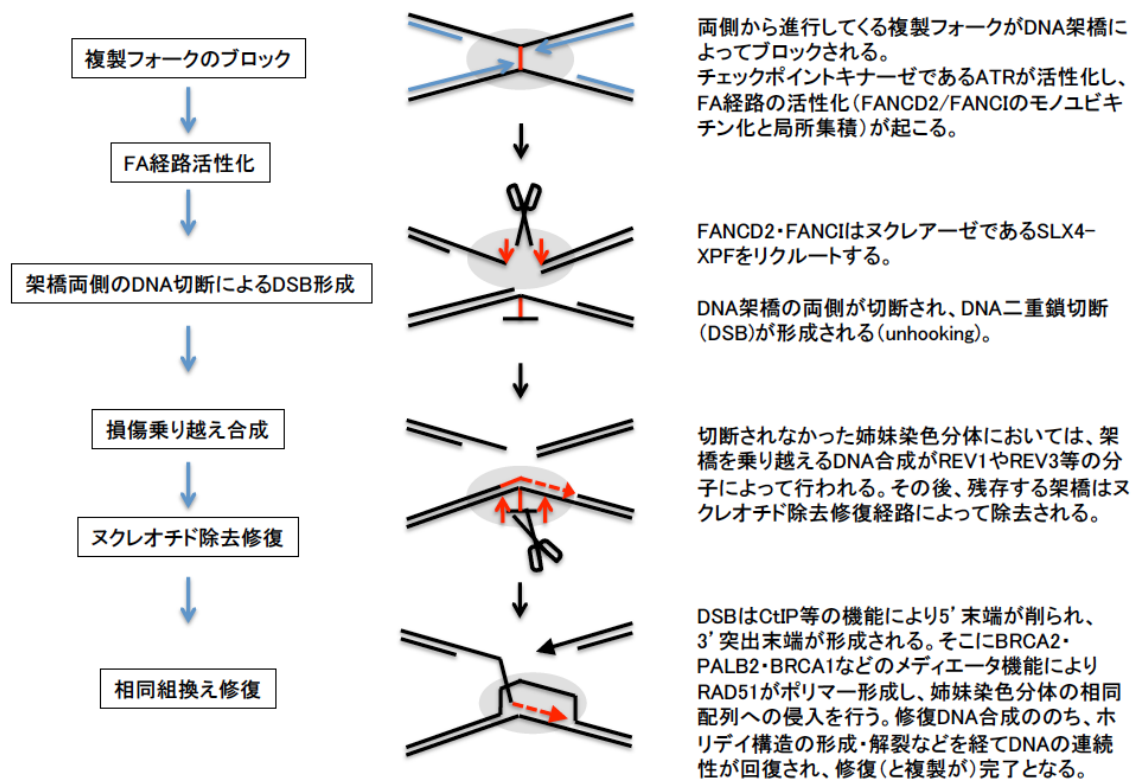 複製フォークのブロック
FA経路活性化
架橋両側のDNA切断によるDSB形成
損傷乗り越え合成
ヌクレオチド除去修復
相同組換え修復
両側から進行してくる複製フォークがDNA架橋に
よってブロックされる。
チェックポイントキナーゼであるATRが活性化し、
FA経路の活性化（FANCD2/FANCIのモノユビキ
チン化と局所集積）が起こる。
FANCD2・FANCIはヌクレアーゼであるSLX4-
XPFをリクルートする。
DNA架橋の両側が切断され、DNA二重鎖切断
（DSB)が形成される(unhooking)。
切断されなかった姉妹染色分体においては、架
橋を乗り越えるDNA合成がREV1やREV3等の分
子によって行われる。その後、残存する架橋はヌ
クレオチド除去修復経路によって除去される。
DSBはCtIP等の機能により5’末端が削られ、
3’突出末端が形成される。そこにBRCA2・
PALB2・BRCA1などのメディエータ機能により
RAD51がポリマー形成し、姉妹染色分体の相同
配列への侵入を行う。修復DNA合成ののち、ホ
リデイ構造の形成・解裂などを経てDNAの連続
性が回復され、修復（と複製が）完了となる。